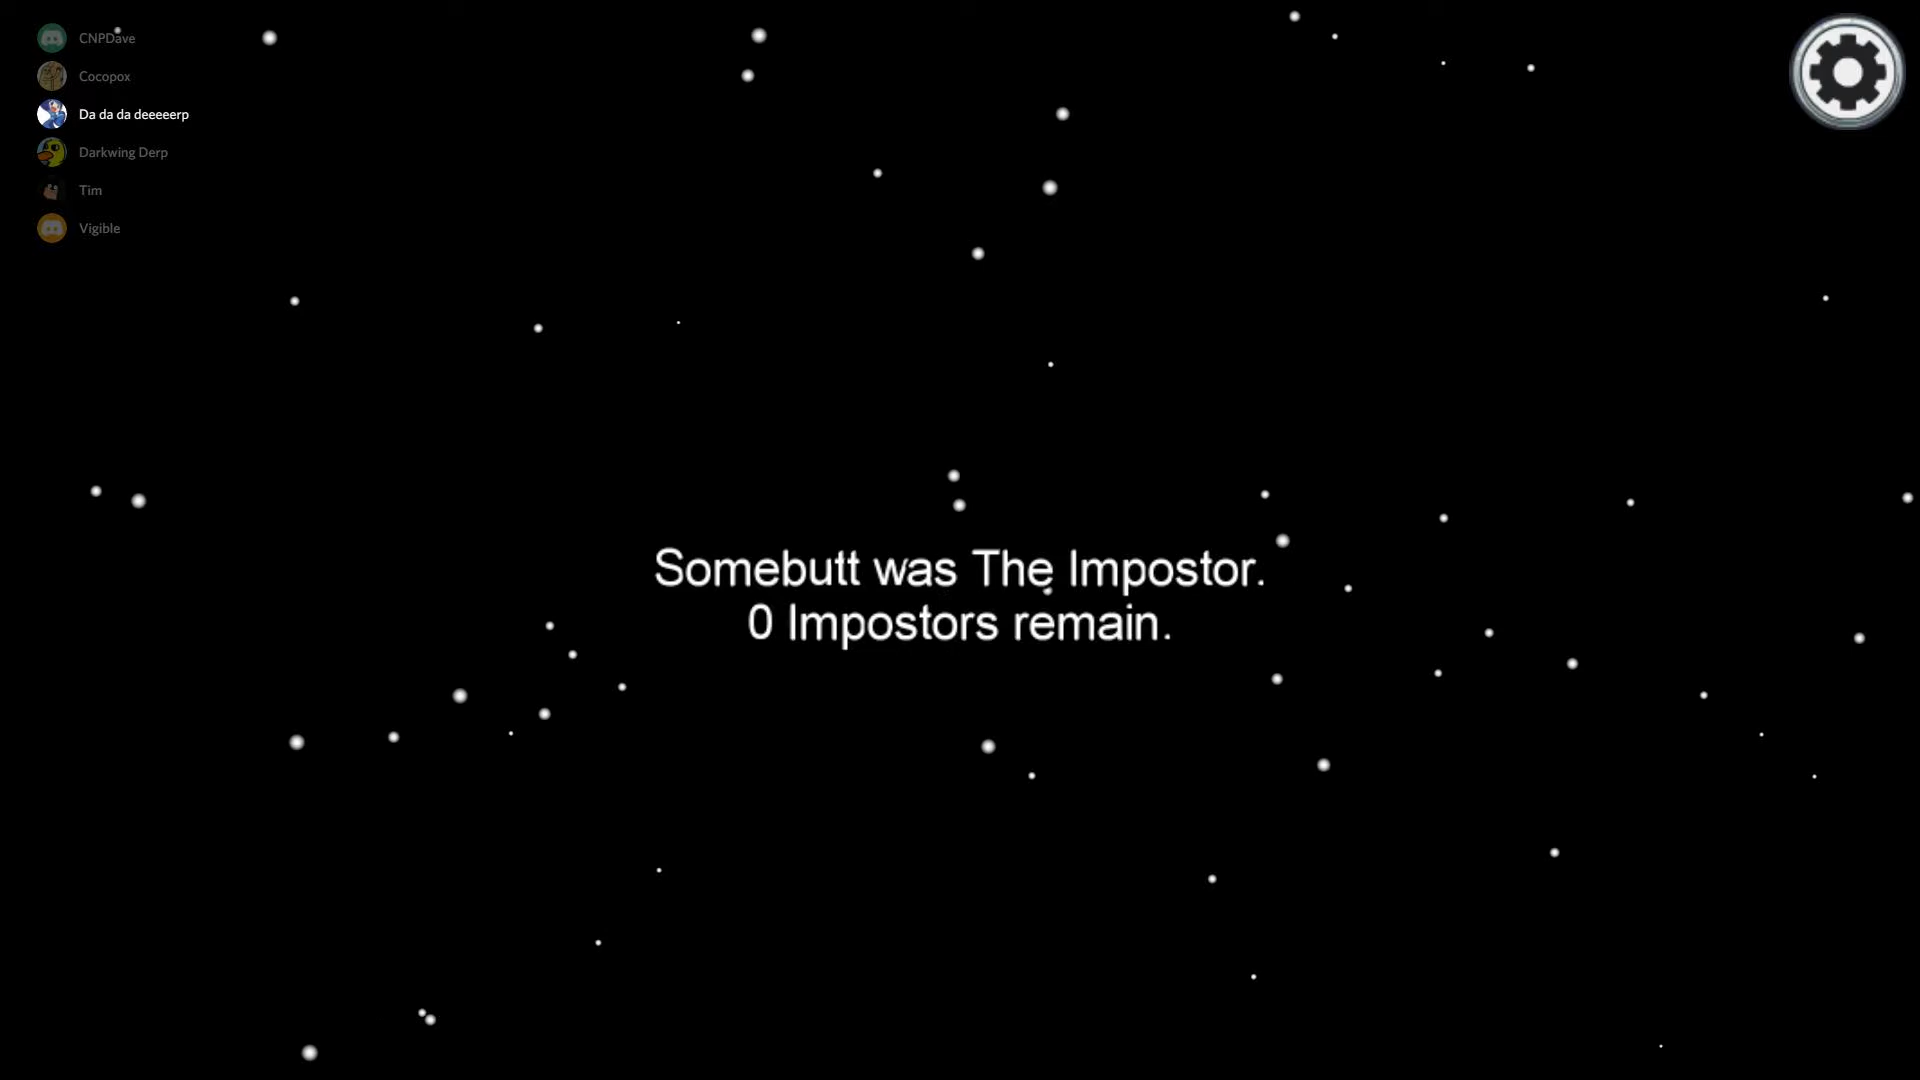 CNPDave
Cocopox
Da da da deeeeerp
Darkwing Derp
Tim
Vigible
Somebutt was The Impostor.
0 Impostors remain.